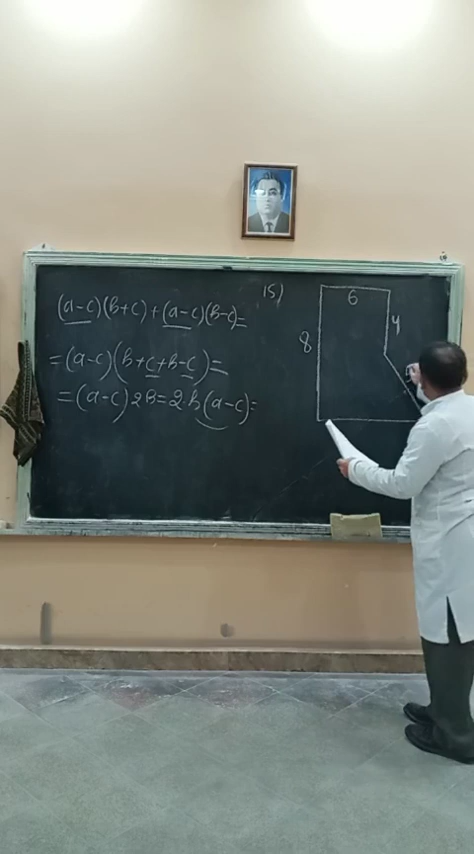 (a-c)(b+c)+(a-c)(b-c)=
=(a-c)(b+c+b-c)=
=(a-c)2b=2·b(a-c)=
15)
6
4
8